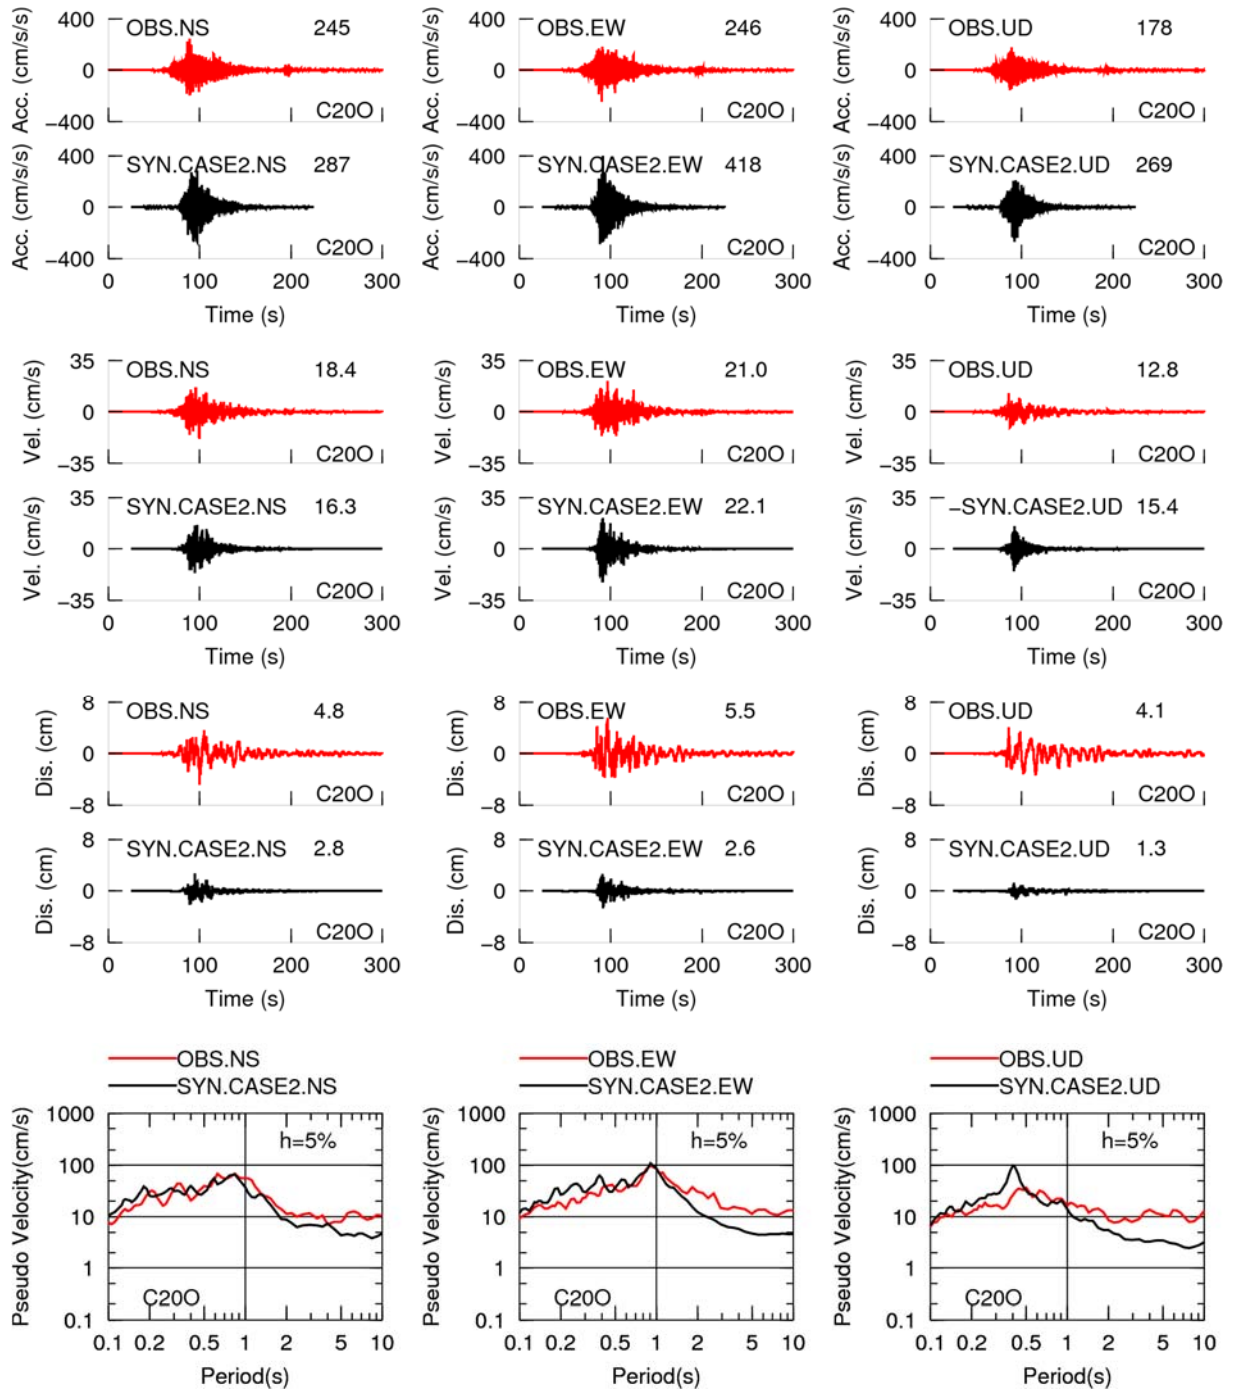 400 OBS.NS 245 400 OBS.EW 246 400 OBS.UD 178
Acc. (cm/s/s) 0 Acc. (cm/s/s) 0 Acc. (cm/s/s) 0
−400 C20O −400 C20O −400 C20O
400 SYN.CASE2.NS 287 400 SYN.CASE2.EW 418 400 SYN.CASE2.UD 269
Acc. (cm/s/s) 0 Acc. (cm/s/s) 0 Acc. (cm/s/s) 0
−400 C20O −400 C20O −400 C20O
0 100 200 300 0 100 200 300 0 100 200 300
Time (s) Time (s) Time (s)
35 OBS.NS 18.4 35 OBS.EW 21.0 35 OBS.UD 12.8
Vel. (cm/s) 0 Vel. (cm/s) 0 Vel. (cm/s) 0
−35 C20O −35 C20O −35 C20O
35 SYN.CASE2.NS 16.3 35 SYN.CASE2.EW 22.1 35 −SYN.CASE2.UD 15.4
Vel. (cm/s) 0 Vel. (cm/s) 0 Vel. (cm/s) 0
−35 C20O −35 C20O −35 C20O
0 100 200 300 0 100 200 300 0 100 200 300
Time (s) Time (s) Time (s)
8 OBS.NS 4.8 8 OBS.EW 5.5 8 OBS.UD 4.1
Dis. (cm) 0 Dis. (cm) 0 Dis. (cm) 0
−8 C20O −8 C20O −8 C20O
8 SYN.CASE2.NS 2.8 8 SYN.CASE2.EW 2.6 8 SYN.CASE2.UD 1.3
Dis. (cm) 0 Dis. (cm) 0 Dis. (cm) 0
−8 C20O −8 C20O −8 C20O
0 100 200 300 0 100 200 300 0 100 200 300
Time (s) Time (s) Time (s)
OBS.NS OBS.EW OBS.UD
SYN.CASE2.NS SYN.CASE2.EW SYN.CASE2.UD
1000 1000 1000
h=5% h=5% h=5%
100 100 100
Pseudo Velocity(cm/s) 10 Pseudo Velocity(cm/s) 10 Pseudo Velocity(cm/s) 10
1 1 1
C20O C20O C20O
0.1 0.1 0.1
0.1 0.2 0.5 1 2 5 10 0.1 0.2 0.5 1 2 5 10 0.1 0.2 0.5 1 2 5 10
Period(s) Period(s) Period(s)